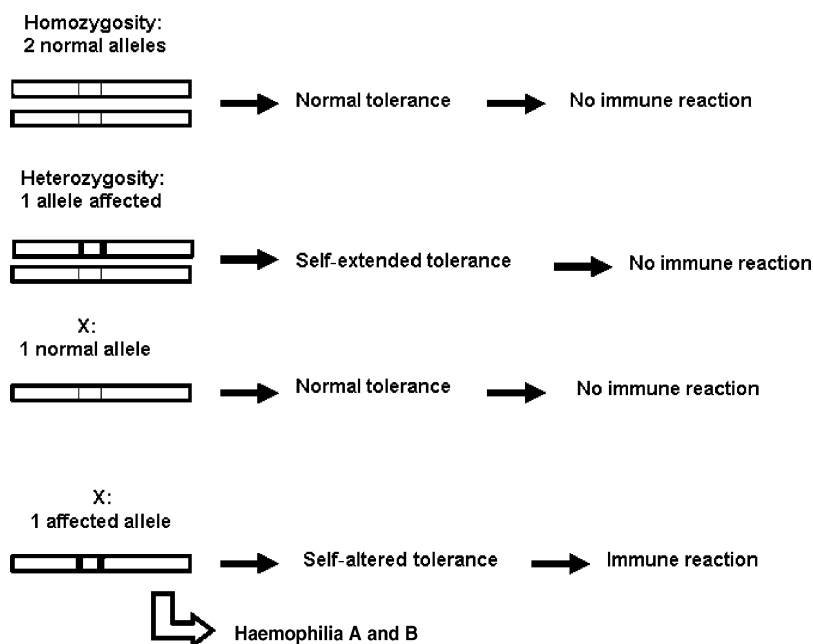 Homozygosity:
2 normal alleles
Normal tolerance
No immune reaction
Heterozygosity:
1 allele affected
Self-extended tolerance
No immune reaction
X:
1 normal allele
Normal tolerance
No immune reaction
X:
1 affected allele
Self-altered tolerance
Immune reaction
Haemophilia A and B